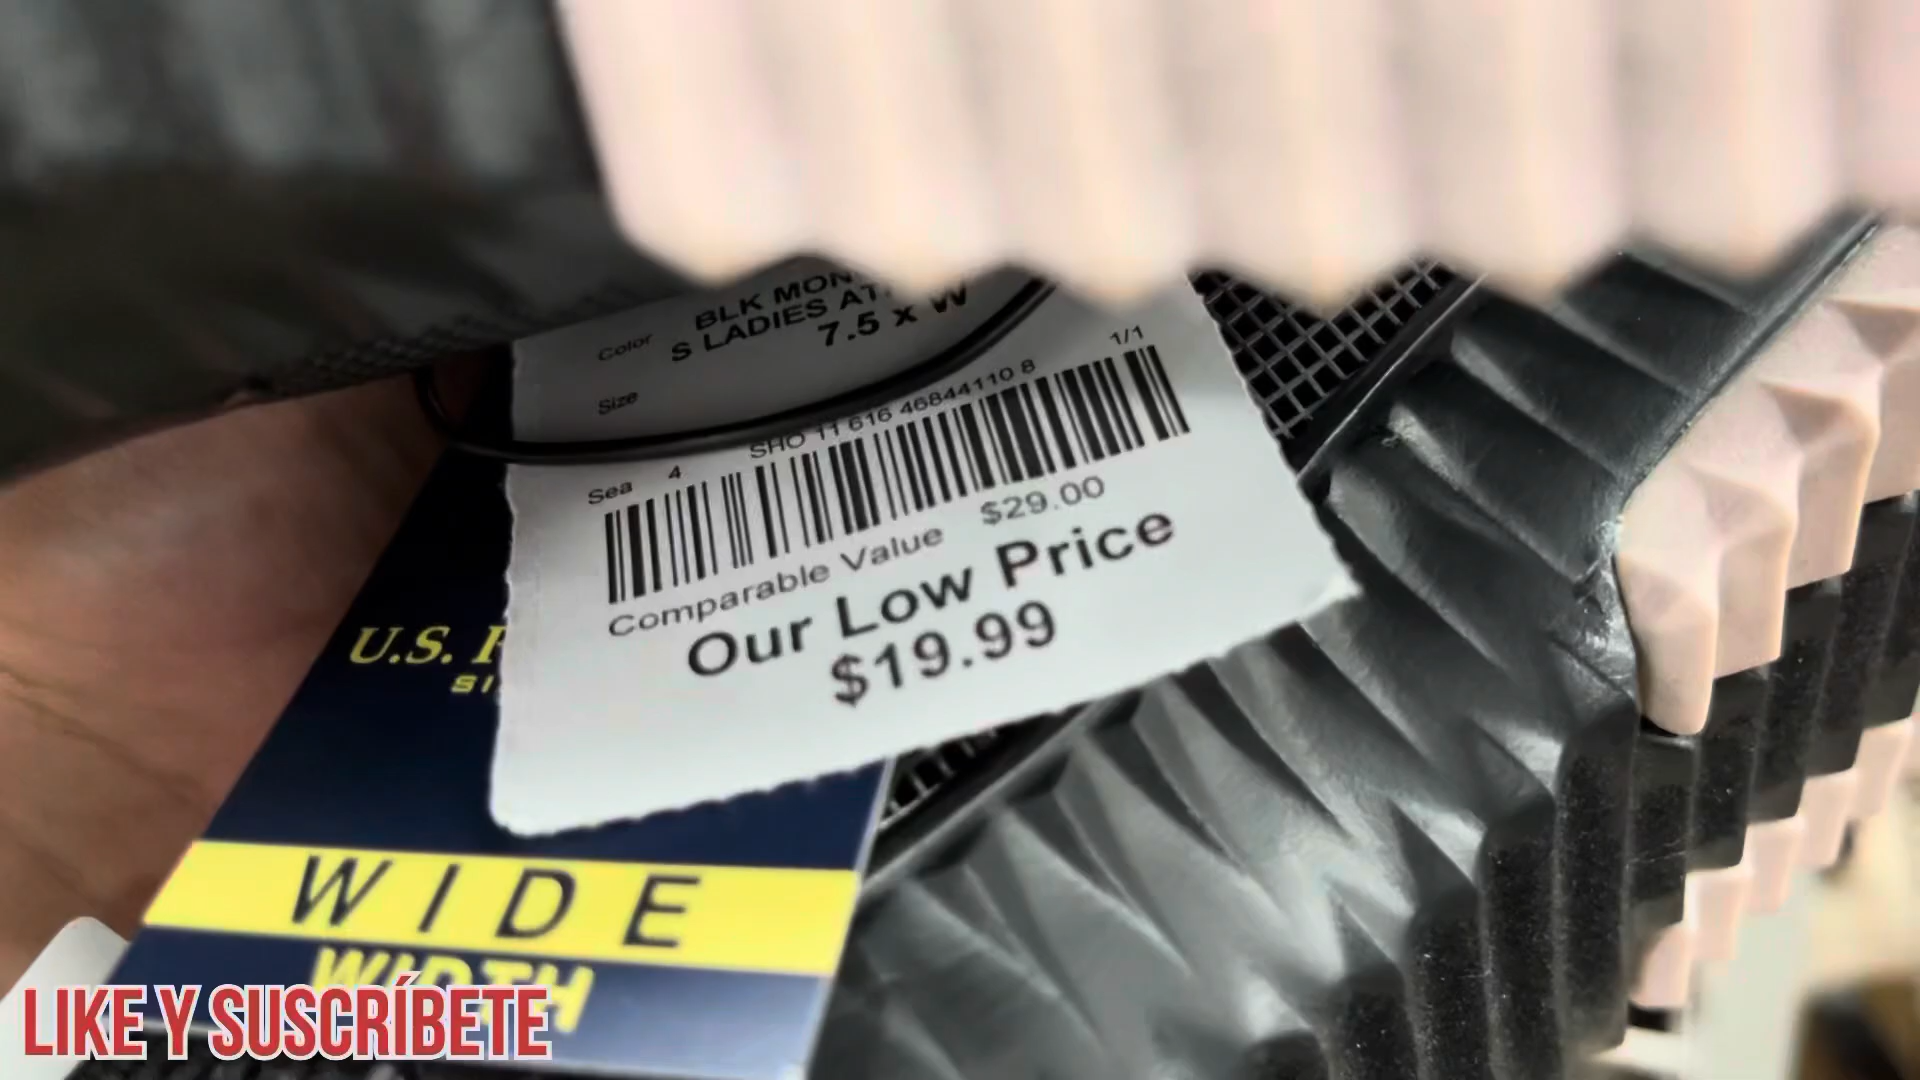 Color BLK MON
S LADIES AT
Size 7.5 x W
1/1
SHO 11 616 46844110 8
Sea 4
Comparable Value $29.00
Our Low Price
$19.99
U.S.
WIDE
WIDTH
LIKE Y SUSCRÍBETE